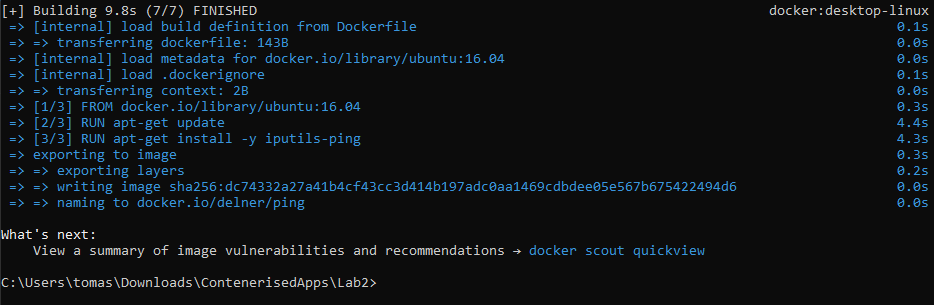 [+] Building 9.8s (7/7) FINISHED docker:desktop-linux
=> [internal] load build definition from Dockerfile 0.1s
=> => transferring dockerfile: 143B 0.0s
=> [internal] load metadata for docker.io/library/ubuntu:16.04 0.0s
=> [internal] load .dockerignore 0.1s
=> => transferring context: 2B 0.0s
=> [1/3] FROM docker.io/library/ubuntu:16.04 0.3s
=> [2/3] RUN apt-get update 4.4s
=> [3/3] RUN apt-get install -y iputils-ping 4.3s
=> exporting to image 0.3s
=> => exporting layers 0.2s
=> => writing image sha256:dc74332a27a41b4cf43cc3d414b197adc0aa1469cdbdee05e567b675422494d6 0.0s
=> => naming to docker.io/delner/ping 0.0s
What's next:
View a summary of image vulnerabilities and recommendations → docker scout quickview
C:\Users\tomas\Downloads\ContenerisedApps\Lab2>